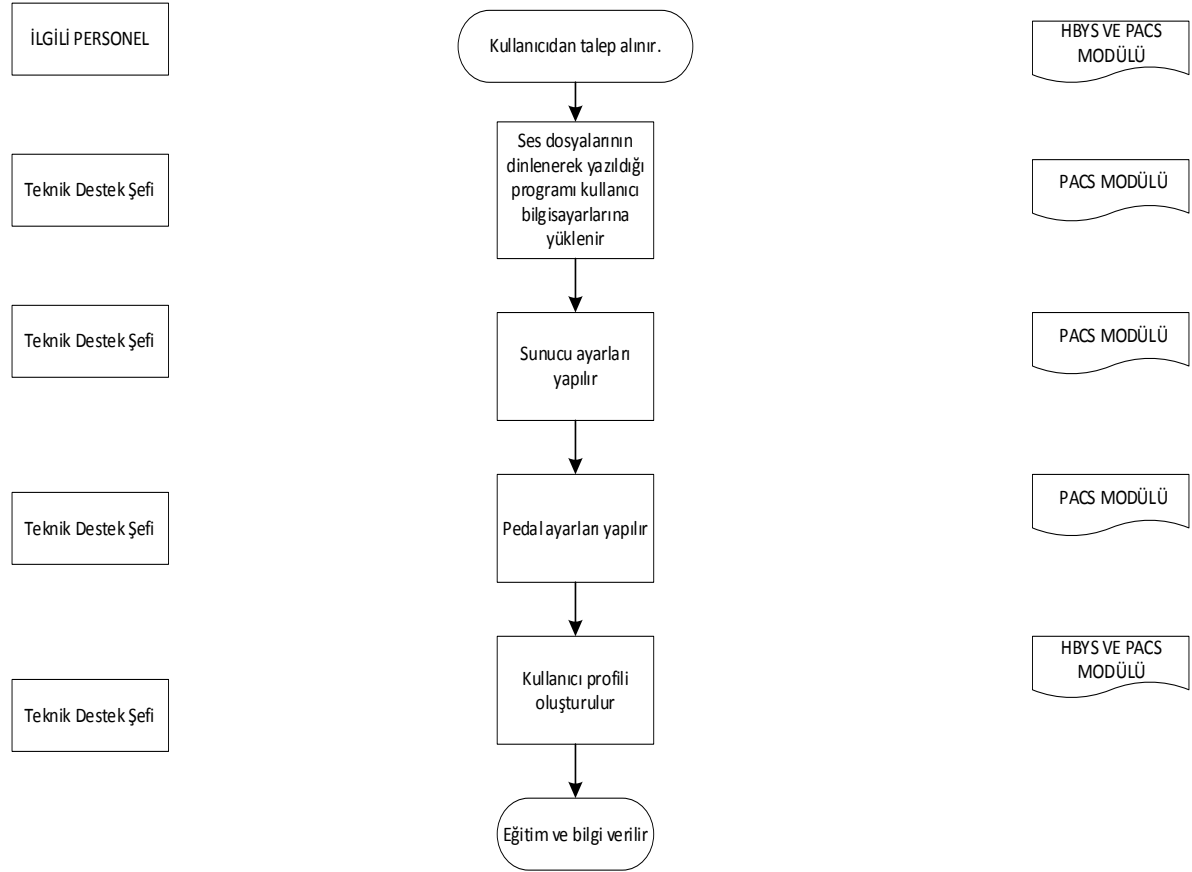 İLGİLİ PERSONEL
Kullanıcıdan talep alınır.
HBYS VE PACS
MODÜLÜ
Teknik Destek Şefi
Ses dosyalarının
dinlenerek yazıldığı
programı kullanıcı
bilgisayarlarına
yüklenir
PACS MODÜLÜ
Teknik Destek Şefi
Sunucu ayarları
yapılır
PACS MODÜLÜ
Teknik Destek Şefi
Pedal ayarları yapılır
PACS MODÜLÜ
Teknik Destek Şefi
Kullanıcı profili
oluşturulur
HBYS VE PACS
MODÜLÜ
Eğitim ve bilgi verilir